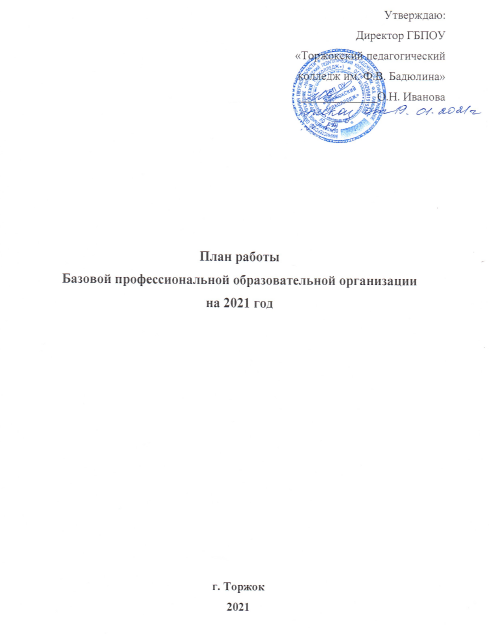 Утверждаю:
Директор ГБПОУ
«Торжокский педагогический
колледж им. Ф.В. Бадюлина»
О.Н. Иванова
от 19.01.2021г
План работы
Базовой профессиональной образовательной организации
на 2021 год
г. Торжок
2021